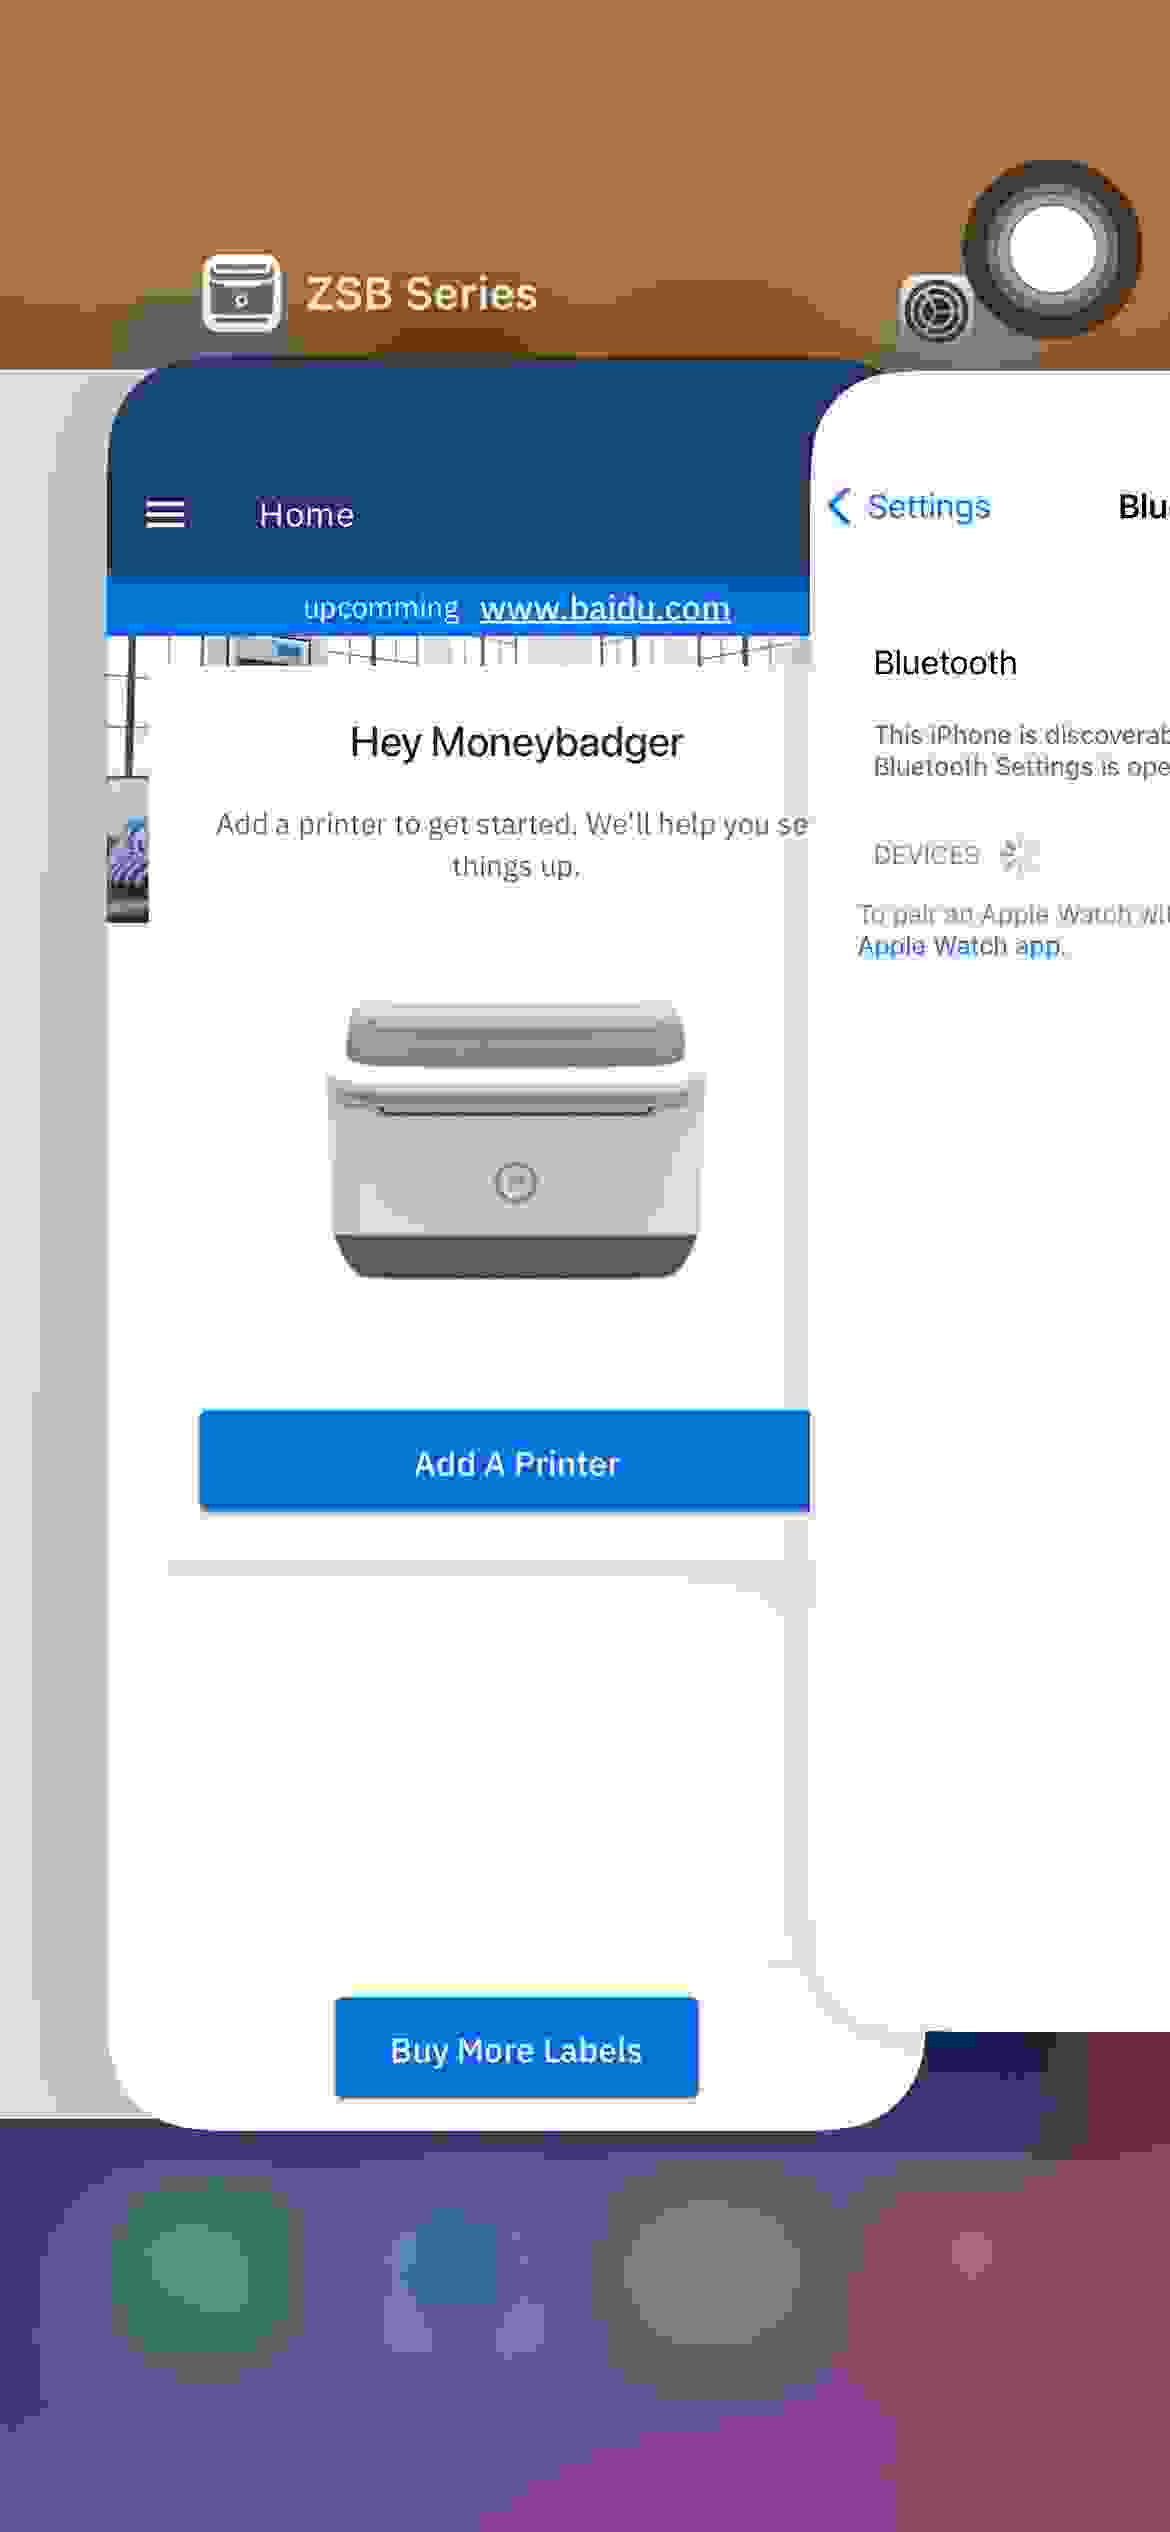 ZSB Series
Home
upcomming www.baidu.com
Hey Moneybadger
Add a printer to get started. We'll help you se
things up.
Add A Printer
Buy More Labels
Settings
Blu
Bluetooth
This iPhone is discoverab
Bluetooth Settings is ope
DEVICES
To pair an Apple Watch wit
Apple Watch app.